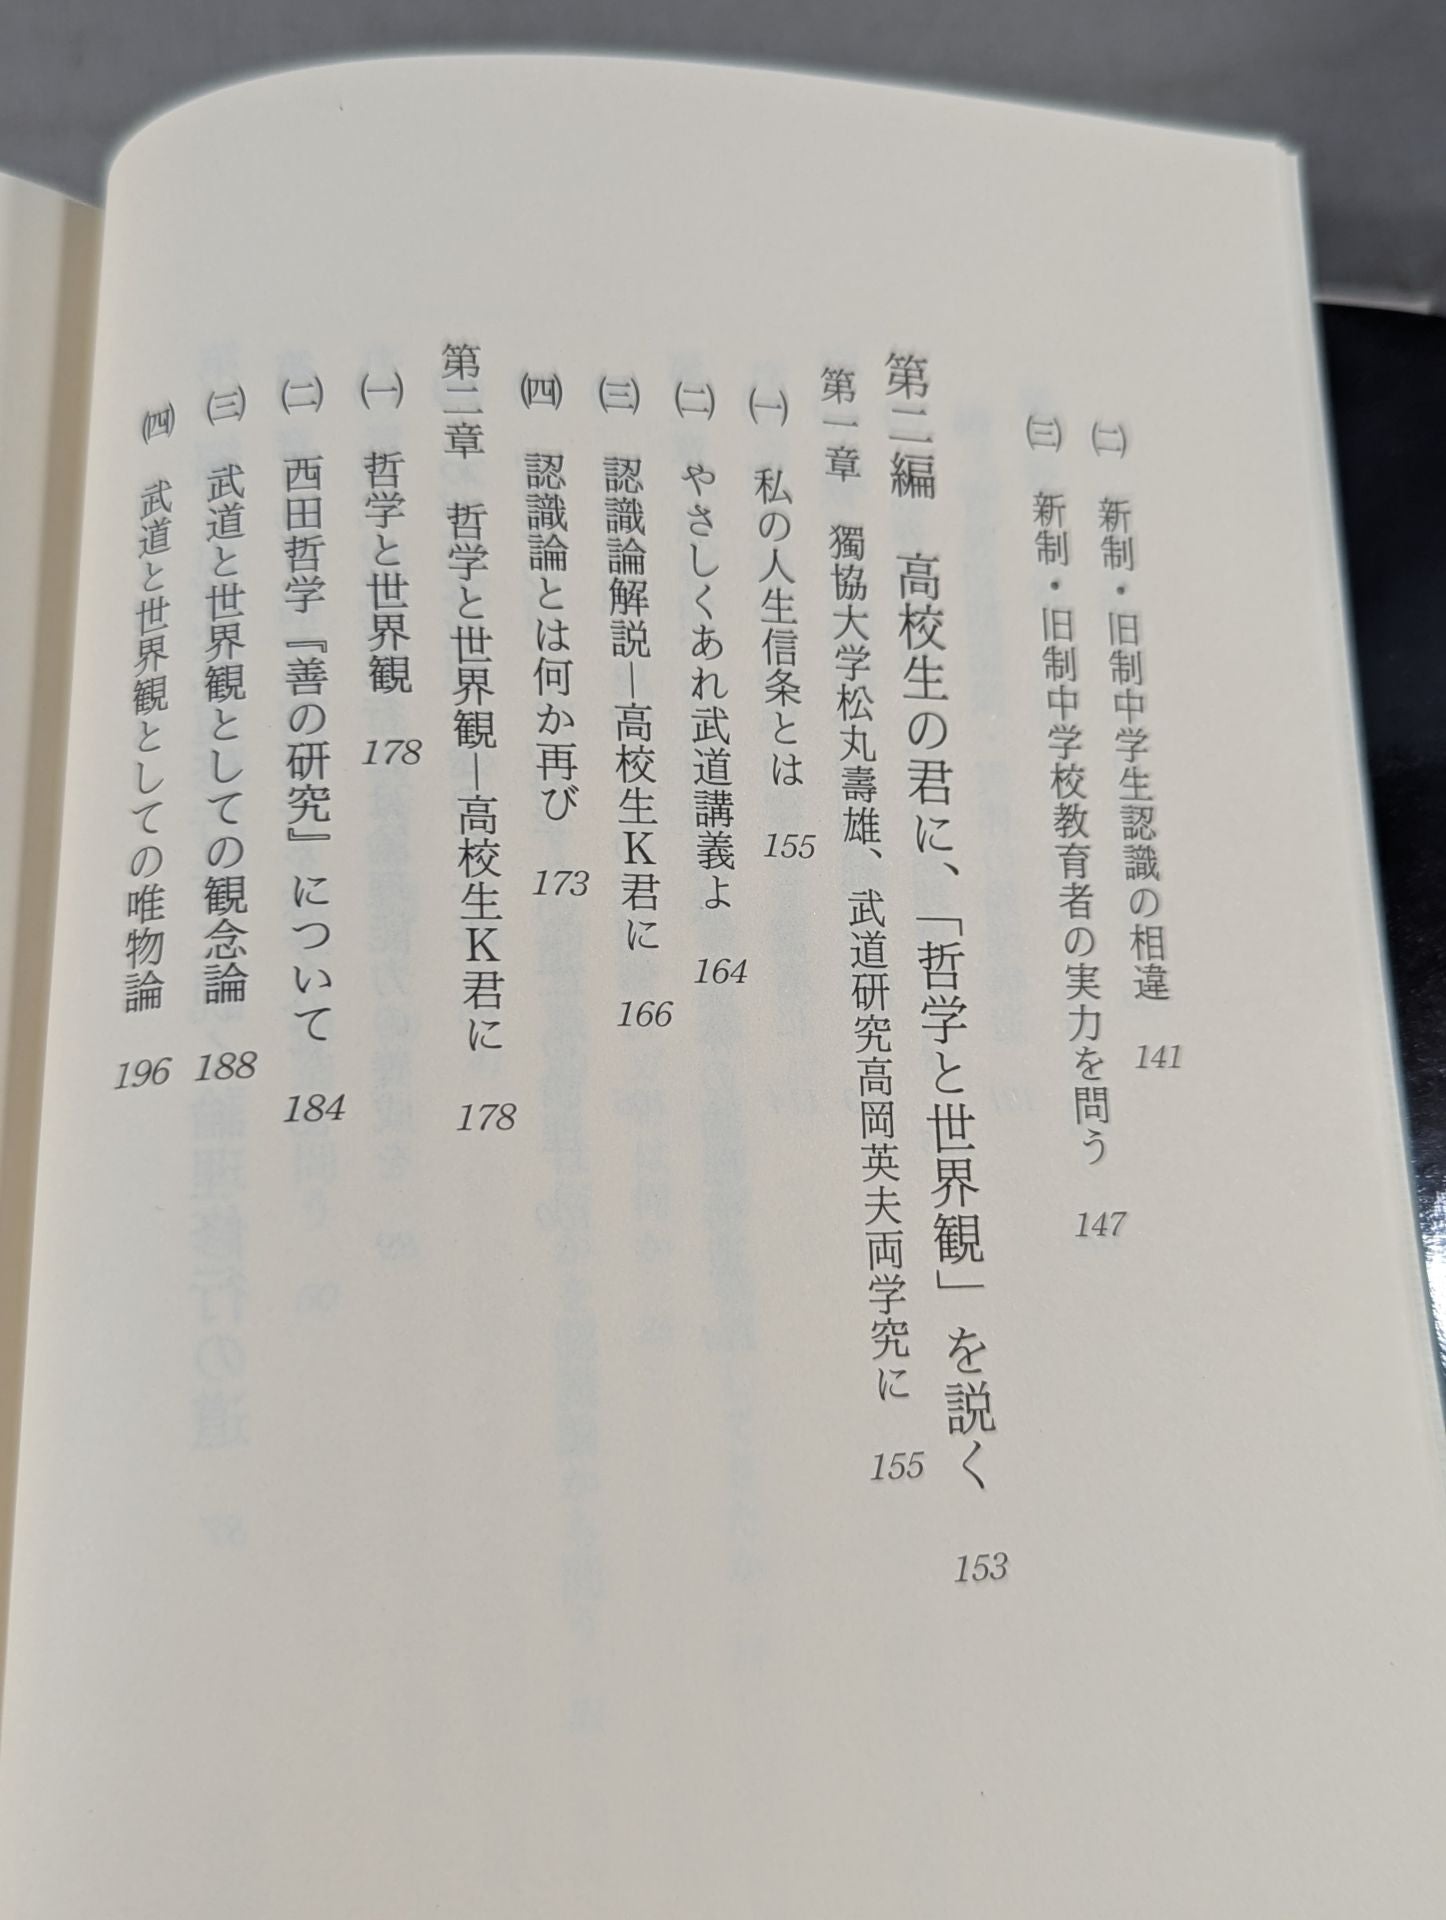 ㈡ 新制・旧制中学生認識の相違 141
㈢ 新制・旧制中学校教育者の実力を問う 147
第二編 高校生の君に、「哲学と世界観」を説く 153
第一章 獨協大学松丸壽雄、武道研究高岡英夫両学究に 155
㈠ 私の人生信条とは 155
㈡ やさしくあれ武道講義よ 164
㈢ 認識論解説―高校生K君に 166
㈣ 認識論とは何か再び 173
第二章 哲学と世界観―高校生K君に 178
㈠ 哲学と世界観 178
㈡ 西田哲学『善の研究』について 184
㈢ 武道と世界観としての観念論 188
㈣ 武道と世界観としての唯物論 196